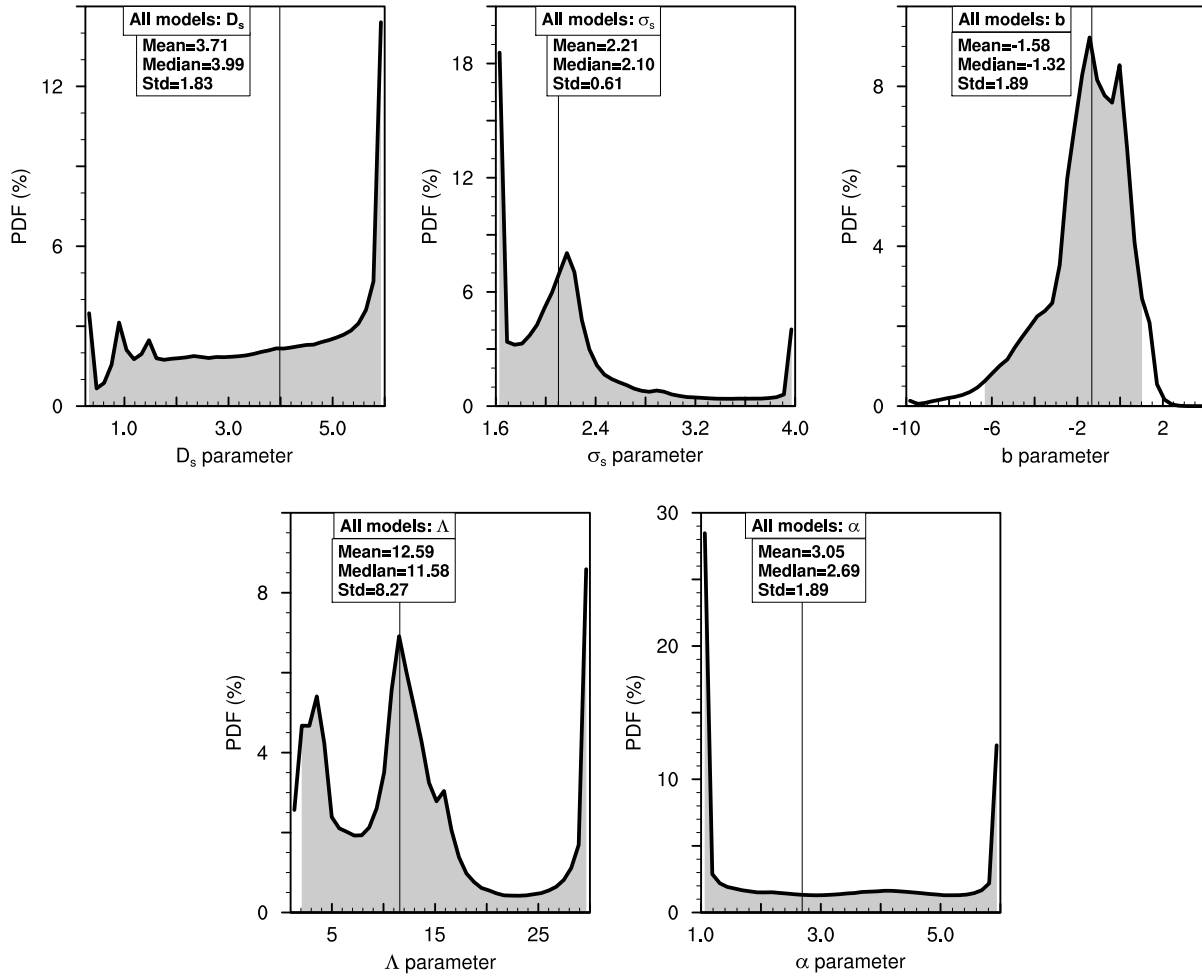 All models: Ds
Mean=3.71
Median=3.99
Std=1.83
PDF (%)
12
6
0
1.0 3.0 5.0
Ds parameter
All models: σs
Mean=2.21
Median=2.10
Std=0.61
PDF (%)
18
12
6
0
1.6 2.4 3.2 4.0
σs parameter
All models: b
Mean=-1.58
Median=-1.32
Std=1.89
PDF (%)
8
4
0
-10 -6 -2 2
b parameter
All models: Λ
Mean=12.59
Median=11.58
Std=8.27
PDF (%)
8
4
0
5 15 25
Λ parameter
All models: α
Mean=3.05
Median=2.69
Std=1.89
PDF (%)
30
20
10
0
1.0 3.0 5.0
α parameter